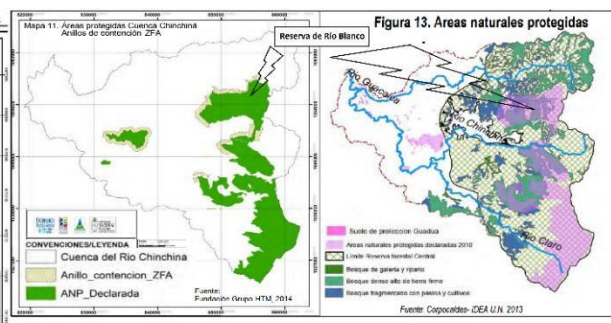 Mapa 11. Áreas protegidas Cuenca Chinchiná
Anillos de contención ZFA
Reserva de Río Blanco
CONVENCIONES/LEYENDA
Cuenca del Rio Chinchina
Anillo_contencion_ZFA
ANP_Declarada
Fuente:
Fundación Grupo HTM, 2014
Figura 13. Areas naturales protegidas
Rio Guacaica
Rio Chinchiná
Rio Claro
Suelo de proteccion Guadua
Areas naturales protegidas declaradas 2010
Limite Reserva forestal Central
Bosque de galeria y ripario
Bosque denso alto de tierra firme
Bosque fragmentado con pastos y cultivos
Fuente: Corpocaldas- IDEA U.N. 2013